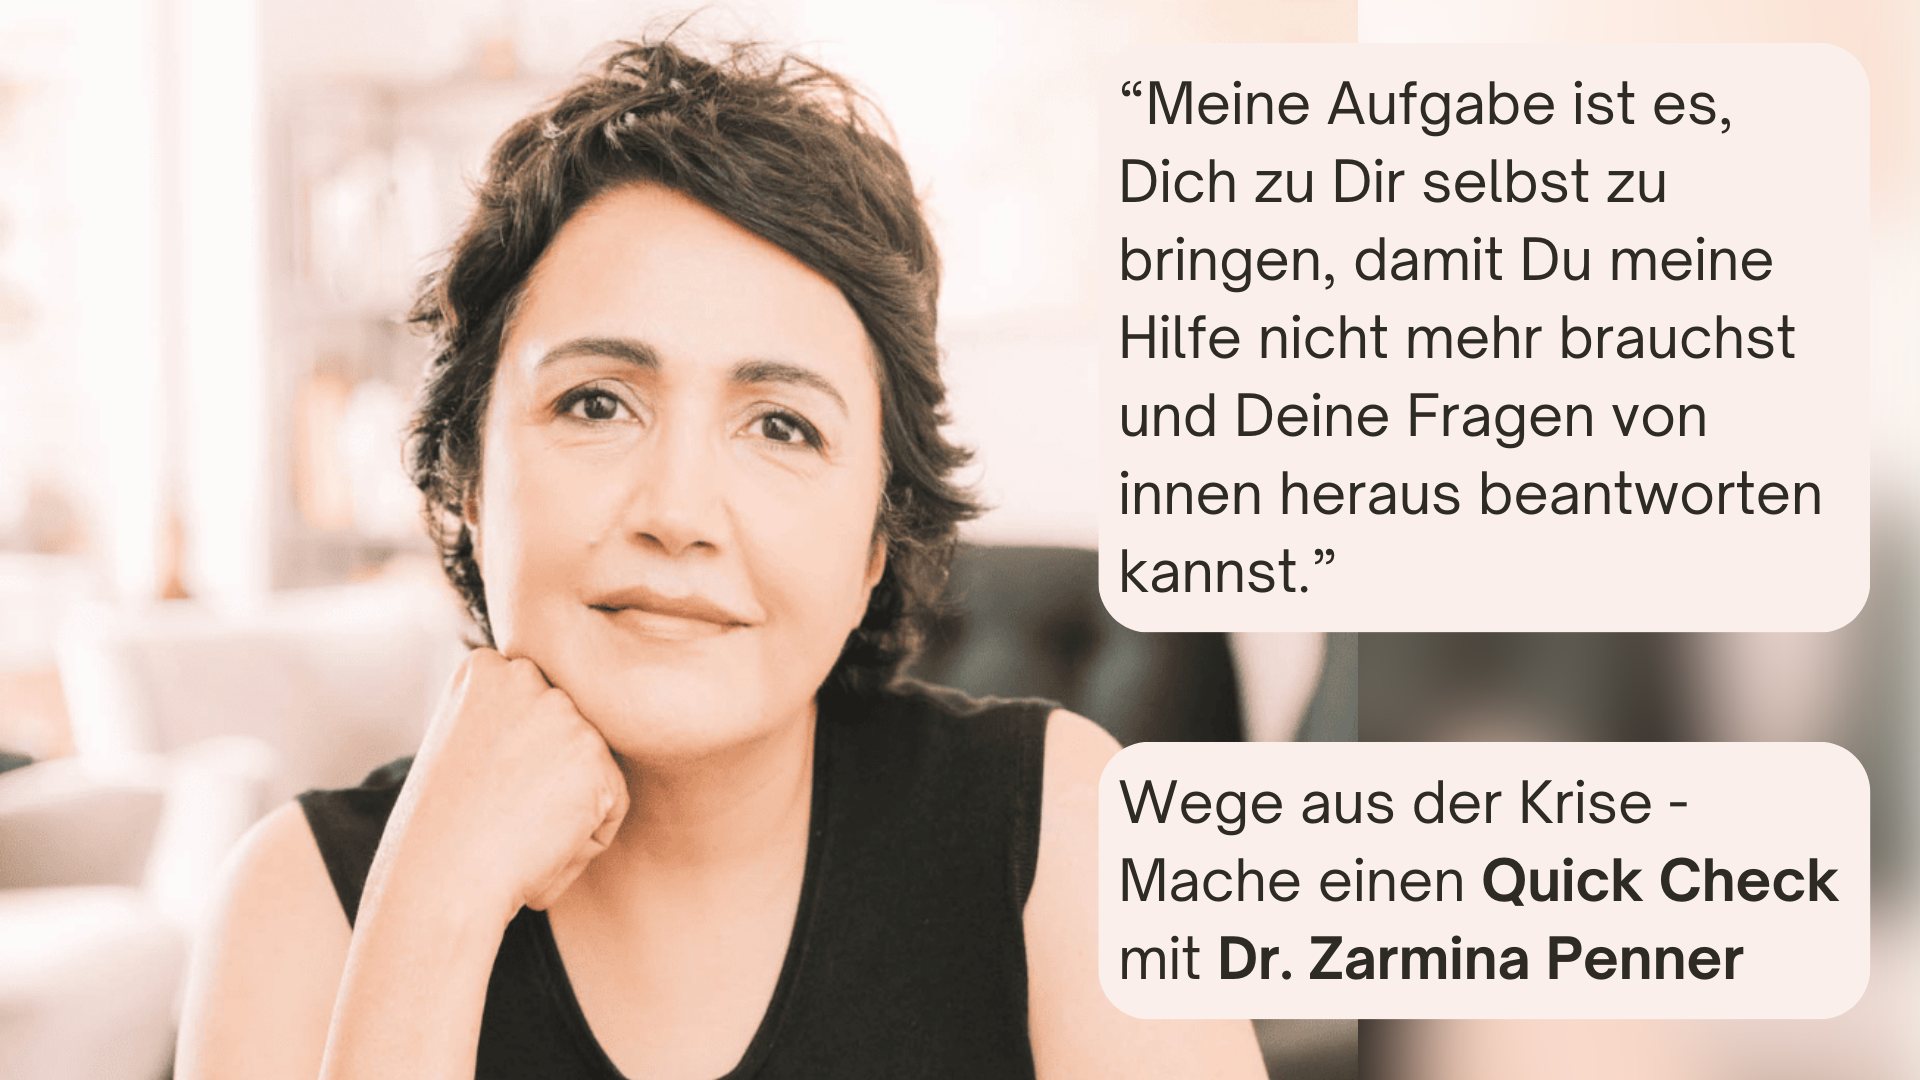 “Meine Aufgabe ist es,
Dich zu Dir selbst zu
bringen, damit Du meine
Hilfe nicht mehr brauchst
und Deine Fragen von
innen heraus beantworten
kannst.”
Wege aus der Krise -
Mache einen Quick Check
mit Dr. Zarmina Penner